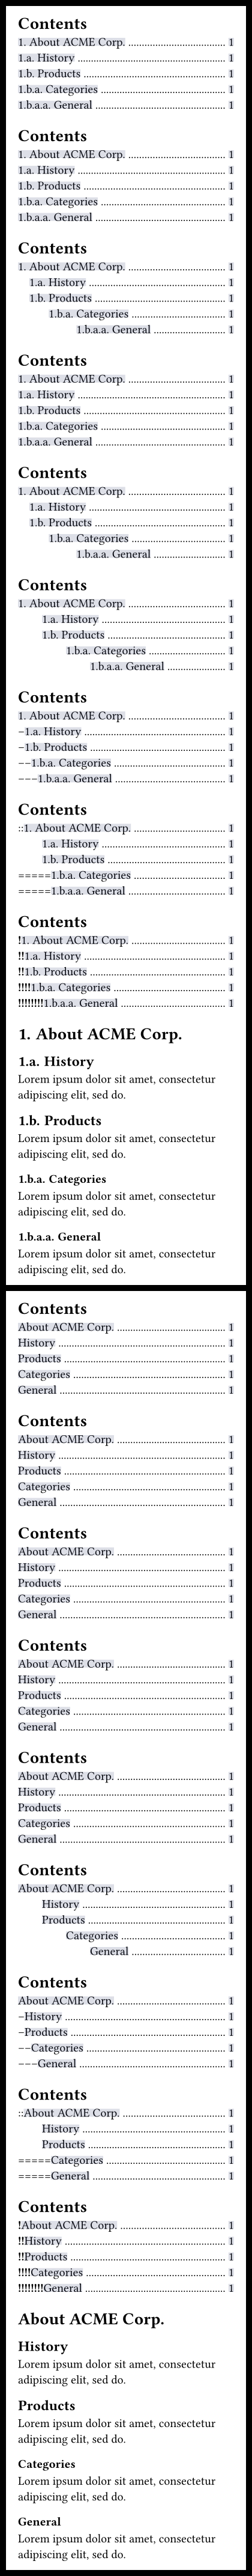 Contents
1. About ACME Corp. ........................................ 1
1.a. History ........................................ 1
1.b. Products ........................................ 1
1.b.a. Categories ........................................ 1
1.b.a.a. General ........................................ 1
Contents
1. About ACME Corp. ........................................ 1
1.a. History ........................................ 1
1.b. Products ........................................ 1
1.b.a. Categories ........................................ 1
1.b.a.a. General ........................................ 1
Contents
1. About ACME Corp. ........................................ 1
1.a. History ........................................ 1
1.b. Products ........................................ 1
1.b.a. Categories ........................................ 1
1.b.a.a. General ........................................ 1
Contents
1. About ACME Corp. ........................................ 1
1.a. History ........................................ 1
1.b. Products ........................................ 1
1.b.a. Categories ........................................ 1
1.b.a.a. General ........................................ 1
Contents
1. About ACME Corp. ........................................ 1
1.a. History ........................................ 1
1.b. Products ........................................ 1
1.b.a. Categories ........................................ 1
1.b.a.a. General ........................................ 1
Contents
1. About ACME Corp. ........................................ 1
1.a. History ........................................ 1
1.b. Products ........................................ 1
1.b.a. Categories ........................................ 1
1.b.a.a. General ........................................ 1
Contents
1. About ACME Corp. ........................................ 1
–1.a. History ........................................ 1
–1.b. Products ........................................ 1
––1.b.a. Categories ........................................ 1
–––1.b.a.a. General ........................................ 1
Contents
::1. About ACME Corp. ........................................ 1
1.a. History ........................................ 1
1.b. Products ........................................ 1
=====1.b.a. Categories ........................................ 1
=====1.b.a.a. General ........................................ 1
Contents
!1. About ACME Corp. ........................................ 1
!!1.a. History ........................................ 1
!!1.b. Products ........................................ 1
!!!!1.b.a. Categories ........................................ 1
!!!!!!!!1.b.a.a. General ........................................ 1
1. About ACME Corp.
1.a. History
Lorem ipsum dolor sit amet, consectetur
adipiscing elit, sed do.
1.b. Products
Lorem ipsum dolor sit amet, consectetur
adipiscing elit, sed do.
1.b.a. Categories
Lorem ipsum dolor sit amet, consectetur
adipiscing elit, sed do.
1.b.a.a. General
Lorem ipsum dolor sit amet, consectetur
adipiscing elit, sed do.
Contents
About ACME Corp. ........................................ 1
History ........................................ 1
Products ........................................ 1
Categories ........................................ 1
General ........................................ 1
Contents
About ACME Corp. ........................................ 1
History ........................................ 1
Products ........................................ 1
Categories ........................................ 1
General ........................................ 1
Contents
About ACME Corp. ........................................ 1
History ........................................ 1
Products ........................................ 1
Categories ........................................ 1
General ........................................ 1
Contents
About ACME Corp. ........................................ 1
History ........................................ 1
Products ........................................ 1
Categories ........................................ 1
General ........................................ 1
Contents
About ACME Corp. ........................................ 1
History ........................................ 1
Products ........................................ 1
Categories ........................................ 1
General ........................................ 1
Contents
About ACME Corp. ........................................ 1
History ........................................ 1
Products ........................................ 1
Categories ........................................ 1
General ........................................ 1
Contents
About ACME Corp. ........................................ 1
–History ........................................ 1
–Products ........................................ 1
––Categories ........................................ 1
–––General ........................................ 1
Contents
::About ACME Corp. ........................................ 1
History ........................................ 1
Products ........................................ 1
=====Categories ........................................ 1
=====General ........................................ 1
Contents
!About ACME Corp. ........................................ 1
!!History ........................................ 1
!!Products ........................................ 1
!!!!Categories ........................................ 1
!!!!!!!!General ........................................ 1
About ACME Corp.
History
Lorem ipsum dolor sit amet, consectetur
adipiscing elit, sed do.
Products
Lorem ipsum dolor sit amet, consectetur
adipiscing elit, sed do.
Categories
Lorem ipsum dolor sit amet, consectetur
adipiscing elit, sed do.
General
Lorem ipsum dolor sit amet, consectetur
adipiscing elit, sed do.